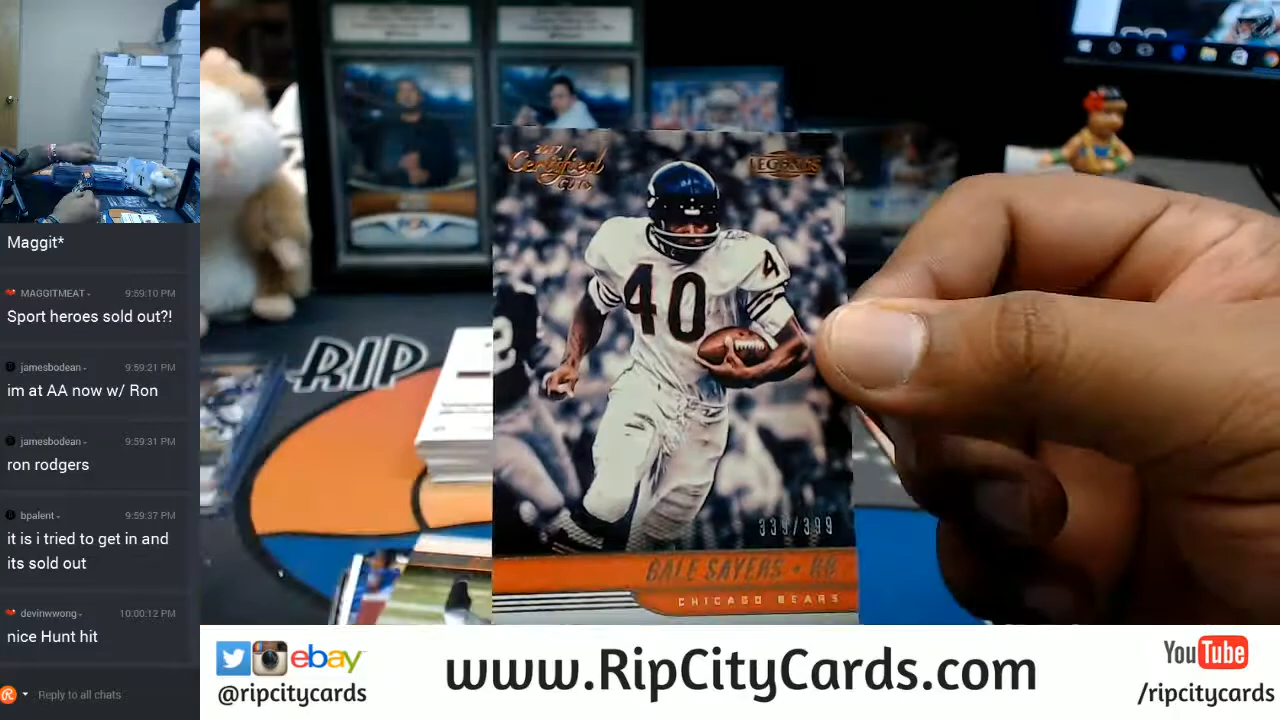 Maggit*
MAGGITMEAT
9:59:10 PM
Sport heroes sold out?!
jamesbodean
9:59:21 PM
im at AA now w/ Ron
jamesbodean
9:59:31 PM
ron rodgers
bpalent
9:59:37 PM
it is i tried to get in and
its sold out
devinwwong
10:00:12 PM
nice Hunt hit
Reply to all chats
2017
Certified
CUTS
LEGENDS
40
4
339/399
GALE SAYERS • RB
CHICAGO BEARS
RIP
ebay
@ripcitycards
www.RipCityCards.com
YouTube
/ripcitycards